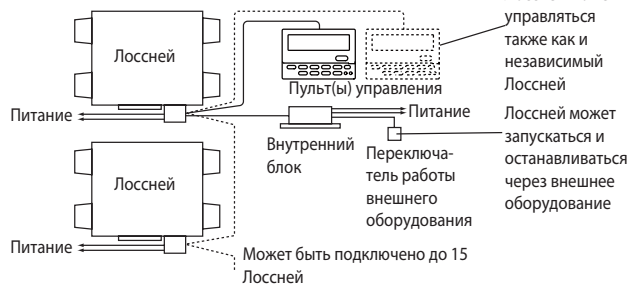 управляться
также как и
независимый
Лоссней
Лоссней
Пульт(ы) управления
Питание
Питание
Внутренний
блок
Переключа-
тель работы
внешнего
оборудования
Лоссней может
запускаться и
останавливаться
через внешнее
оборудование
Лоссней
Питание
Может быть подключено до 15
Лоссней